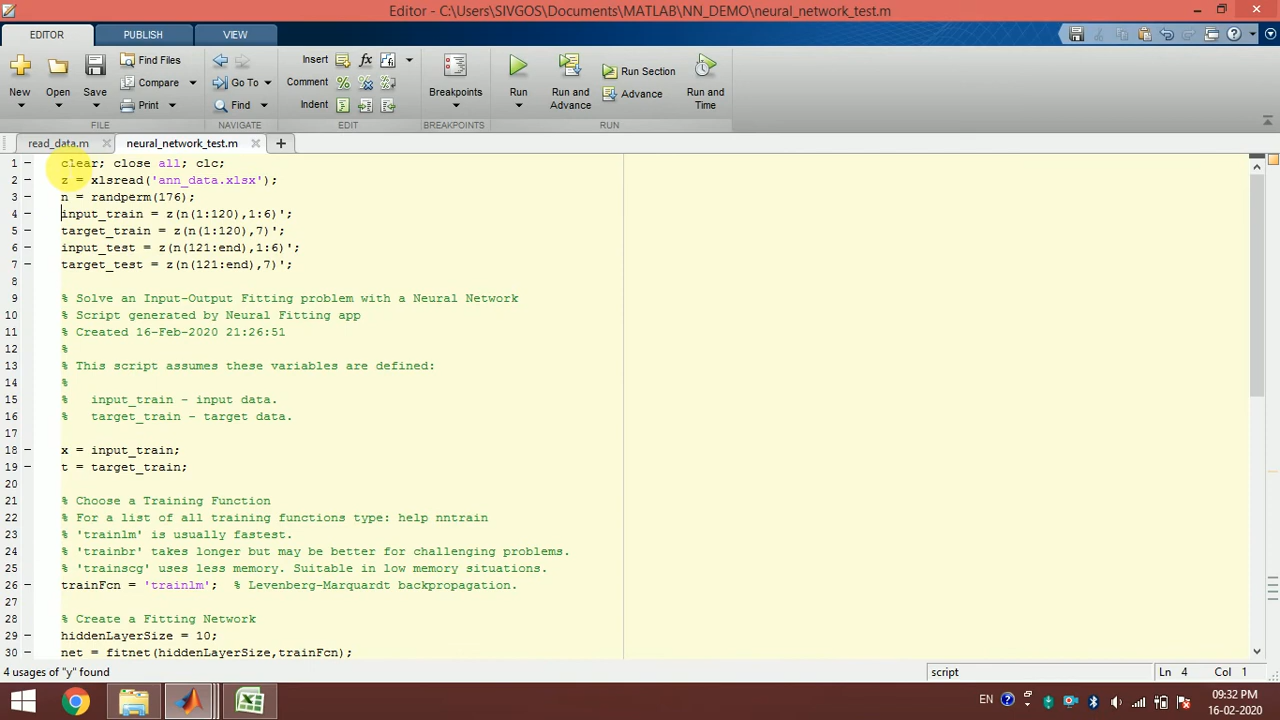 Editor - C:\Users\SIVGOS\Documents\MATLAB\NN_DEMO\neural_network_test.m
EDITOR PUBLISH VIEW
New Open Save Find Files Compare Print
Go To Find
Insert Comment Indent
Breakpoints
Run Run and Advance Run Section Advance Run and Time
FILE NAVIGATE EDIT BREAKPOINTS RUN
read_data.m neural_network_test.m
1 clear; close all; clc;
2 z = xlsread('ann_data.xlsx');
3 n = randperm(176);
4 input_train = z(n(1:120),1:6)';
5 target_train = z(n(1:120),7)';
6 input_test = z(n(121:end),1:6)';
7 target_test = z(n(121:end),7)';
8
9 % Solve an Input-Output Fitting problem with a Neural Network
10 % Script generated by Neural Fitting app
11 % Created 16-Feb-2020 21:26:51
12 %
13 % This script assumes these variables are defined:
14 %
15 %   input_train - input data.
16 %   target_train - target data.
17
18 x = input_train;
19 t = target_train;
20
21 % Choose a Training Function
22 % For a list of all training functions type: help nntrain
23 % 'trainlm' is usually fastest.
24 % 'trainbr' takes longer but may be better for challenging problems.
25 % 'trainscg' uses less memory. Suitable in low memory situations.
26 trainFcn = 'trainlm';  % Levenberg-Marquardt backpropagation.
27
28 % Create a Fitting Network
29 hiddenLayerSize = 10;
30 net = fitnet(hiddenLayerSize,trainFcn);
4 usages of "y" found script Ln 4 Col 1
EN 09:32 PM
16-02-2020